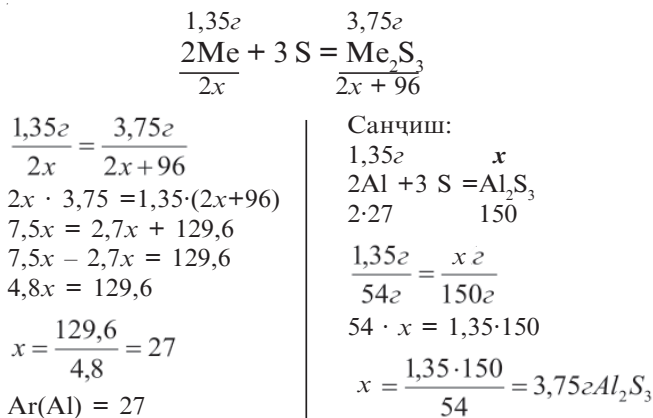 1,35г 3,75г
2Me + 3 S = Me₂S₃
2x 2x + 96
1,35г / 2x = 3,75г / 2x + 96
2x · 3,75 =1,35·(2x+96)
7,5x = 2,7x + 129,6
7,5x – 2,7x = 129,6
4,8x = 129,6
x = 129,6 / 4,8 = 27
Ar(Al) = 27
Санҷиш:
1,35г x
2Al +3 S =Al₂S₃
2·27 150
1,35г / 54г = x г / 150г
54 · x = 1,35·150
x = 1,35·150 / 54 = 3,75гAl₂S₃